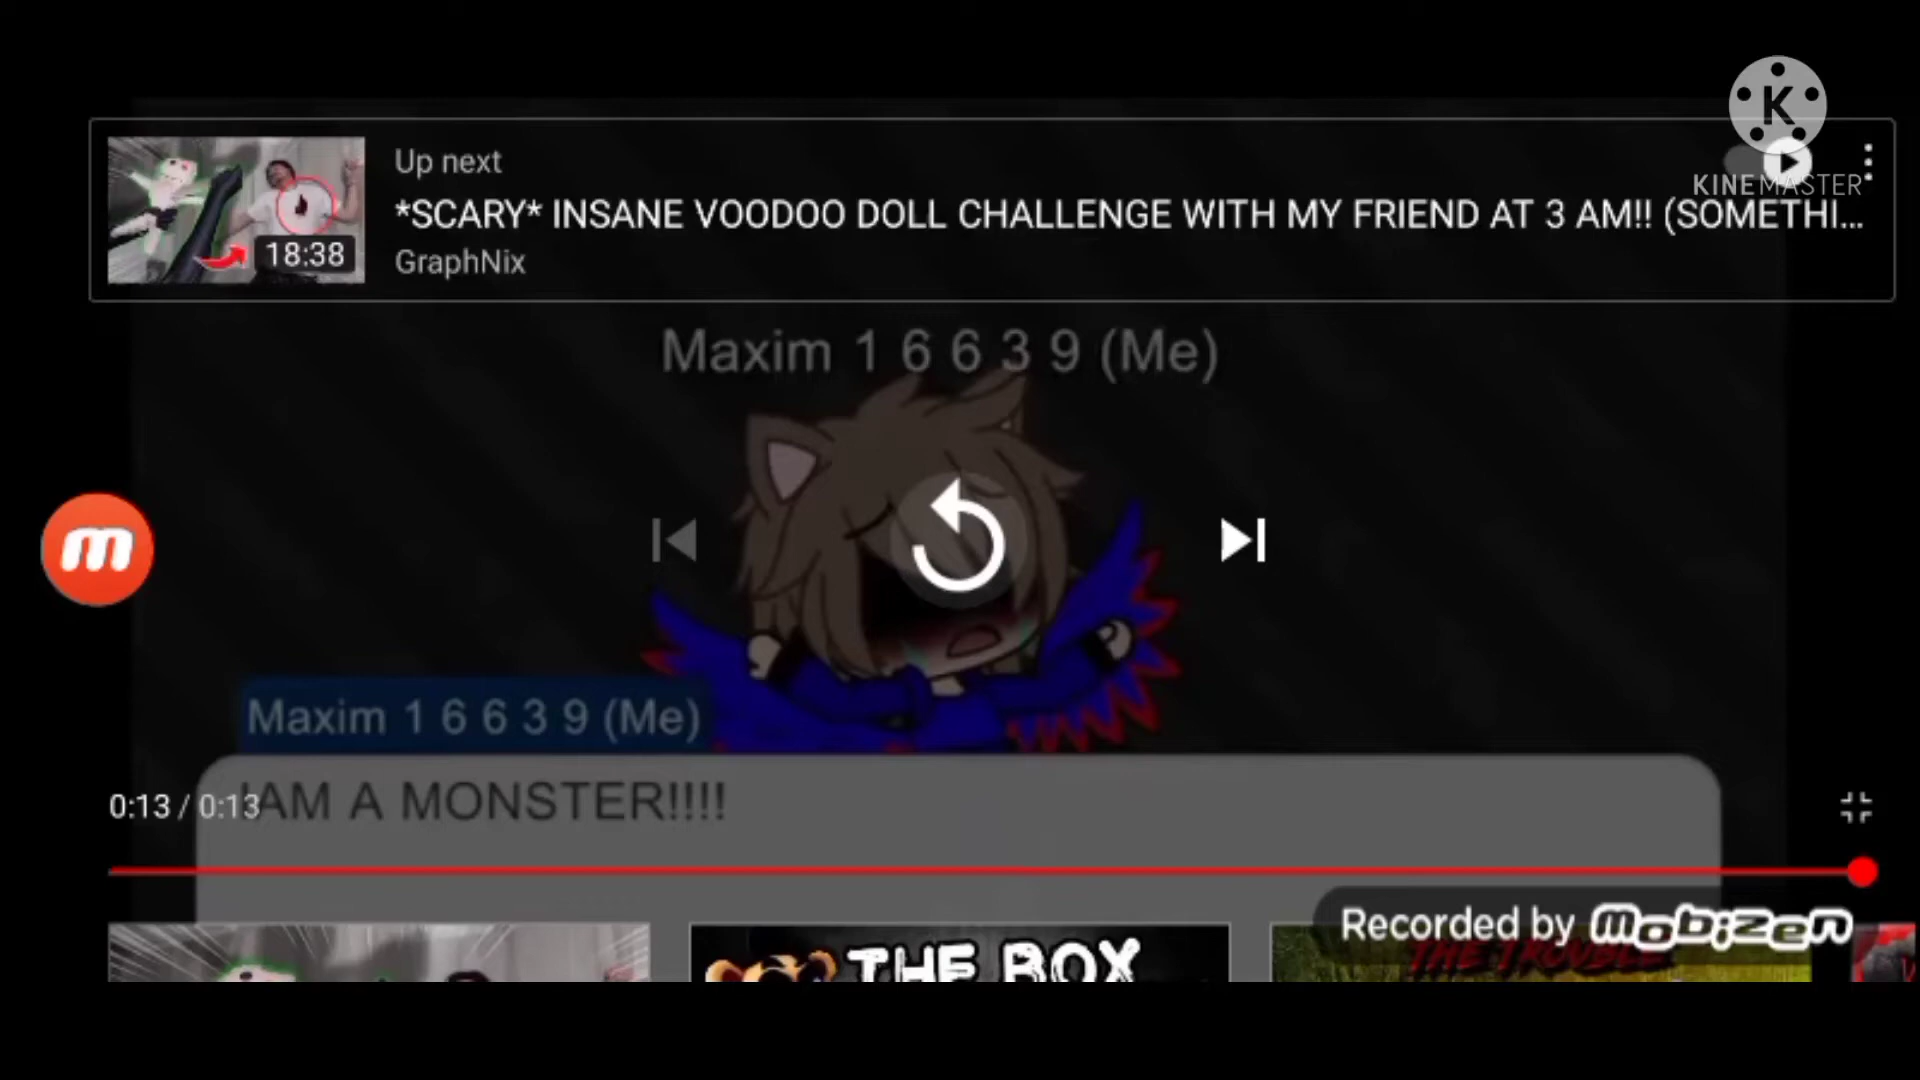 K
KINEMASTER
Up next
*SCARY* INSANE VOODOO DOLL CHALLENGE WITH MY FRIEND AT 3 AM!! (SOMETHI...
18:38
GraphNix
Maxim 1 6 6 3 9 (Me)
m
Maxim 1 6 6 3 9 (Me)
I AM A MONSTER!!!!
0:13 / 0:13
Recorded by mobizen
THE BOX
THE TROUBLE